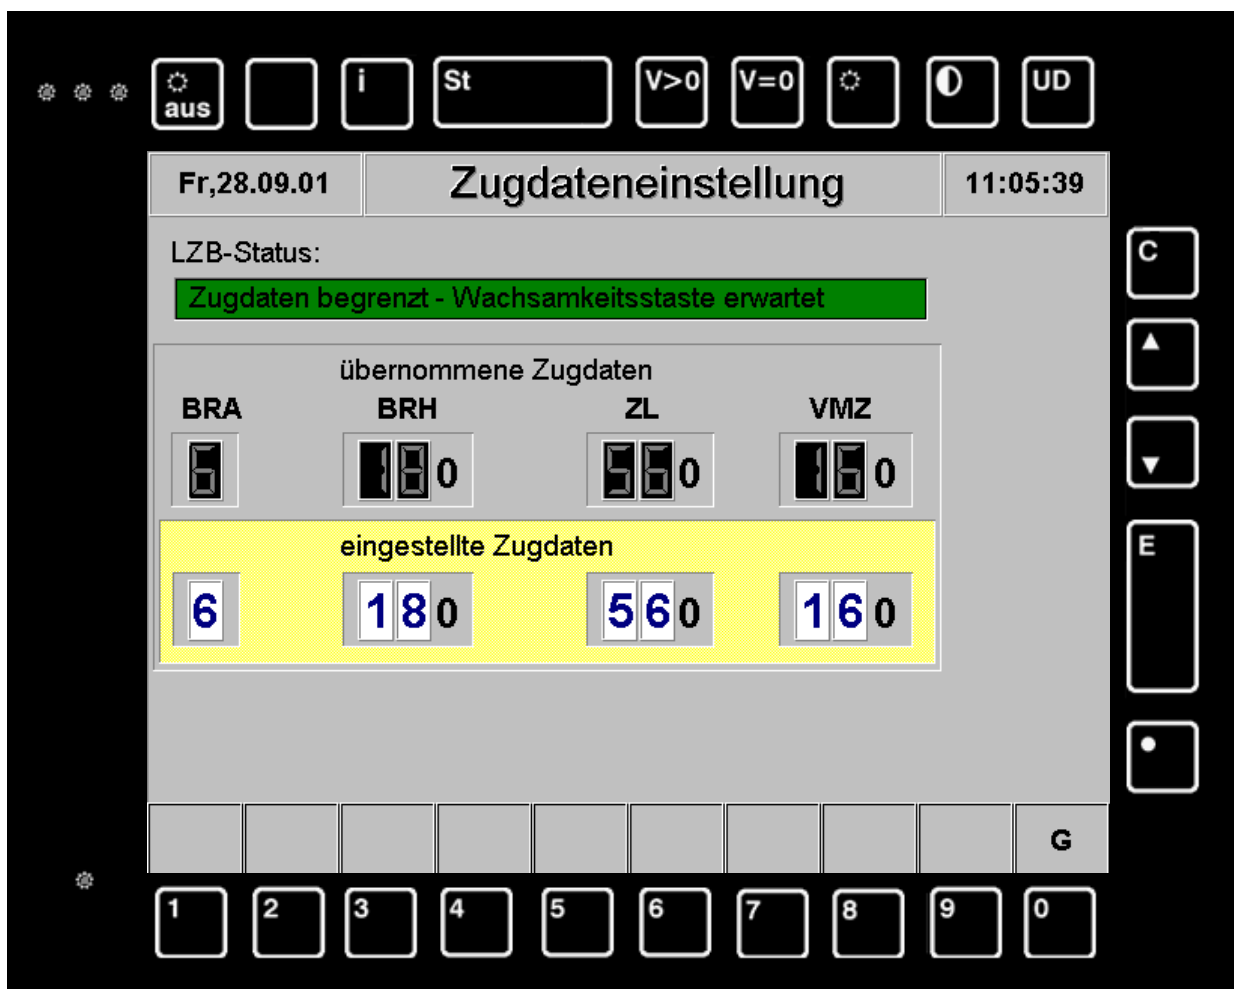 aus i St V>0 V=0 UD
Fr,28.09.01 Zugdateneinstellung 11:05:39
LZB-Status:
C
Zugdaten begrenzt - Wachsamkeitsstaste erwartet
übernommene Zugdaten
BRA BRH ZL VMZ
6 180 560 160
eingestellte Zugdaten
E
6 180 560 160
G
1 2 3 4 5 6 7 8 9 0